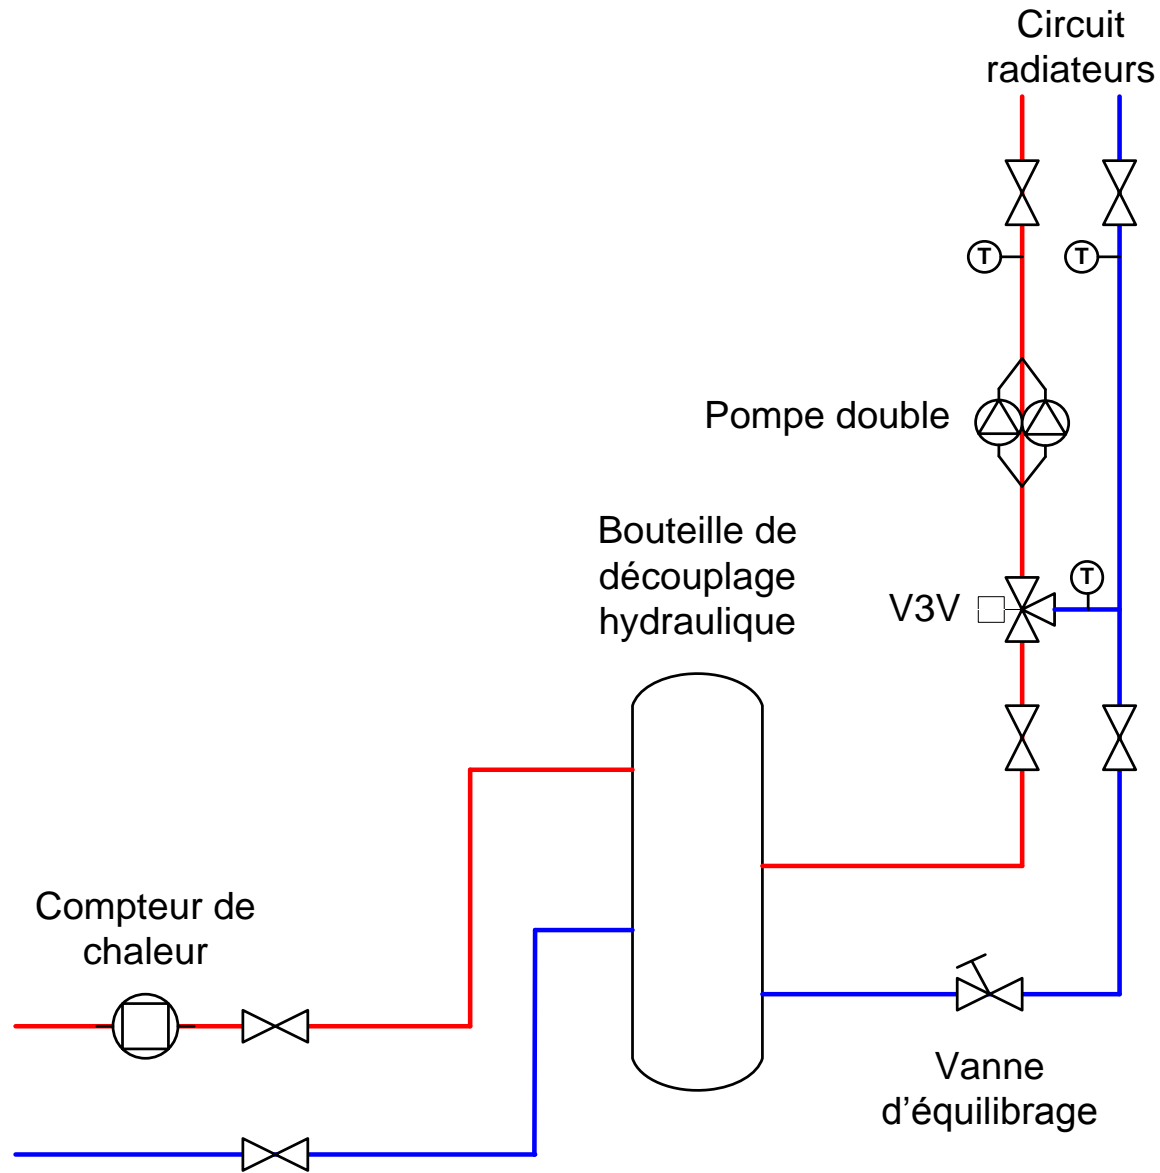 Circuit
radiateurs
T
T
Pompe double
Bouteille de
découplage
hydraulique
T
V3V
Compteur de
chaleur
Vanne
d’équilibrage